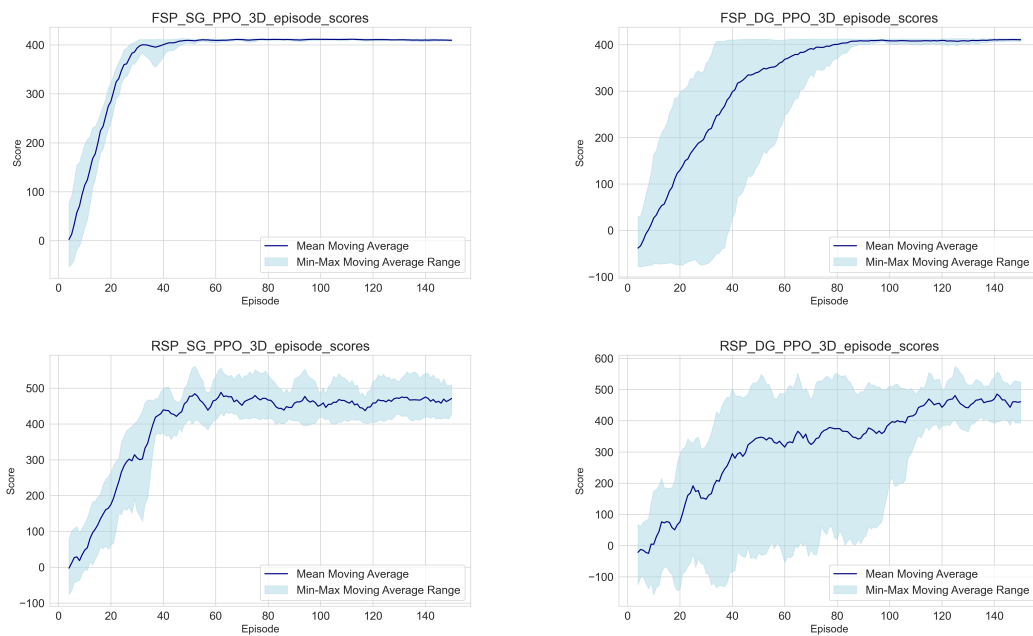 FSP_SG_PPO_3D_episode_scores
400
300
200
100
0
Score
0 20 40 60 80 100 120 140
Episode
Mean Moving Average
Min-Max Moving Average Range
FSP_DG_PPO_3D_episode_scores
400
300
200
100
0
−100
Score
0 20 40 60 80 100 120 140
Episode
Mean Moving Average
Min-Max Moving Average Range
RSP_SG_PPO_3D_episode_scores
500
400
300
200
100
0
−100
Score
0 20 40 60 80 100 120 140
Episode
Mean Moving Average
Min-Max Moving Average Range
RSP_DG_PPO_3D_episode_scores
600
500
400
300
200
100
0
−100
Score
0 20 40 60 80 100 120 140
Episode
Mean Moving Average
Min-Max Moving Average Range